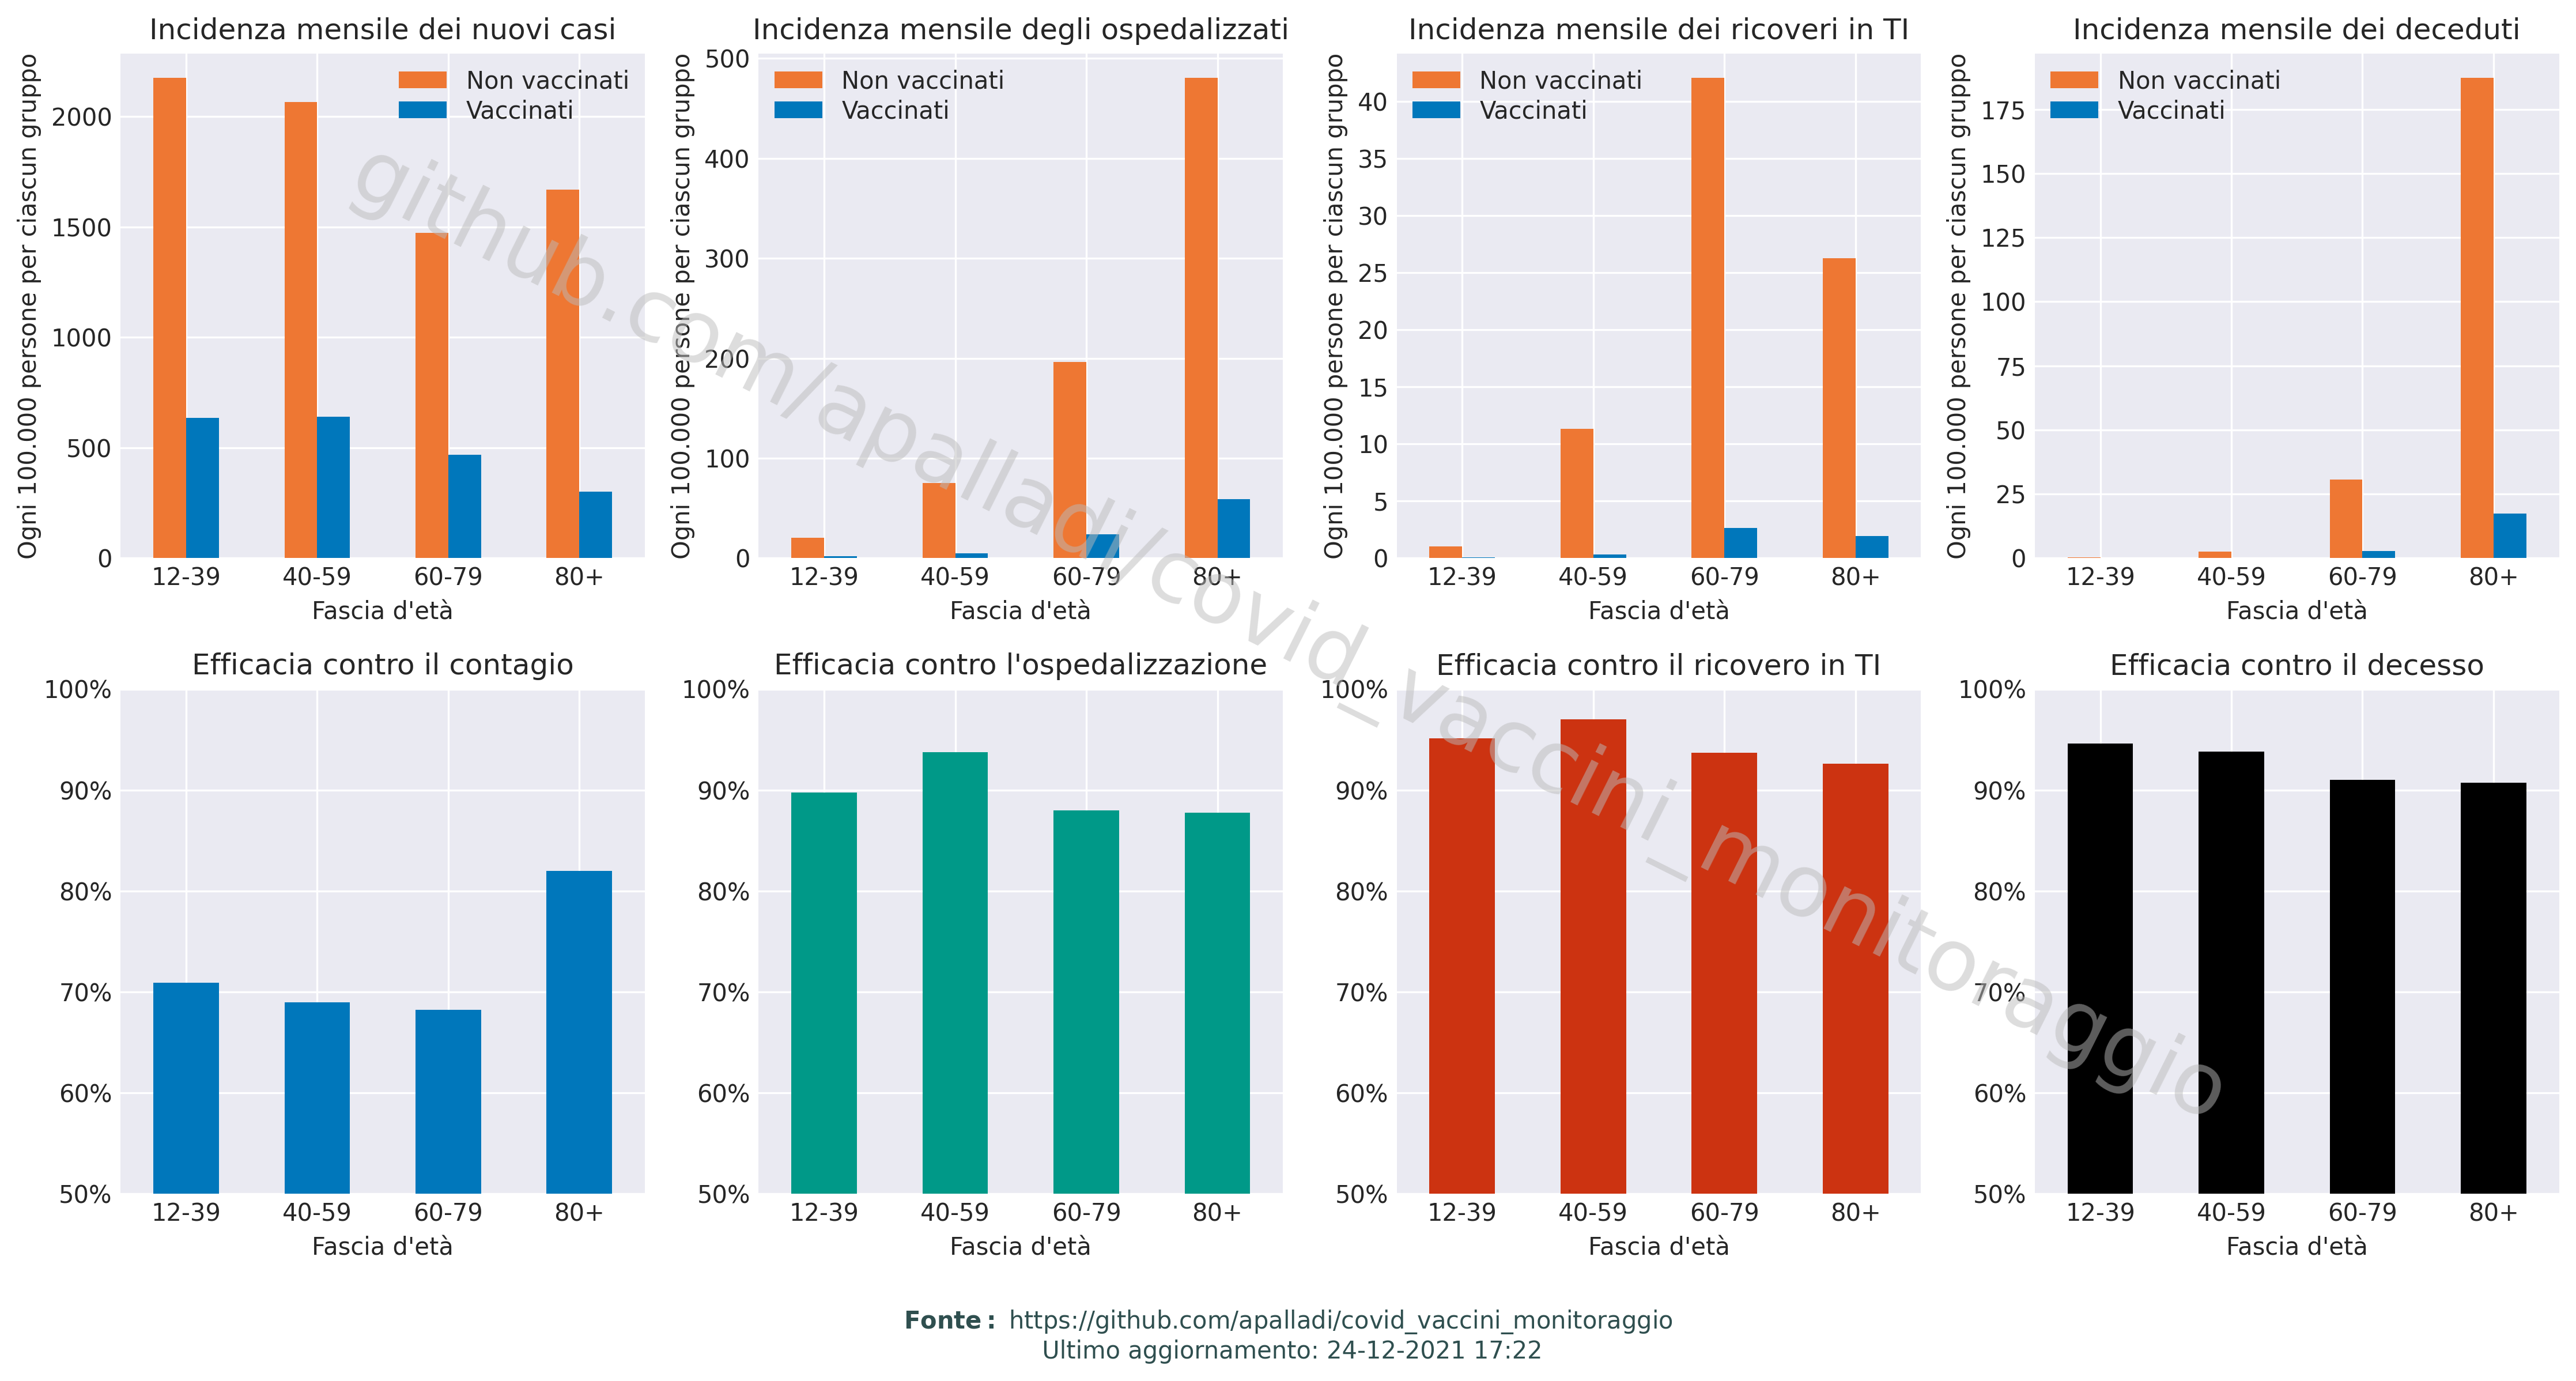 Incidenza mensile dei nuovi casi
Ogni 100.000 persone per ciascun gruppo
2000
1500
1000
500
0
Non vaccinati
Vaccinati
12-39 40-59 60-79 80+
Fascia d'età
Incidenza mensile degli ospedalizzati
Ogni 100.000 persone per ciascun gruppo
500
400
300
200
100
0
Non vaccinati
Vaccinati
12-39 40-59 60-79 80+
Fascia d'età
Incidenza mensile dei ricoveri in TI
Ogni 100.000 persone per ciascun gruppo
40
35
30
25
20
15
10
5
0
Non vaccinati
Vaccinati
12-39 40-59 60-79 80+
Fascia d'età
Incidenza mensile dei deceduti
Ogni 100.000 persone per ciascun gruppo
175
150
125
100
75
50
25
0
Non vaccinati
Vaccinati
12-39 40-59 60-79 80+
Fascia d'età
github.com/apalladi/covid_vaccini_monitoraggio
Efficacia contro il contagio
100%
90%
80%
70%
60%
50%
12-39 40-59 60-79 80+
Fascia d'età
Efficacia contro l'ospedalizzazione
100%
90%
80%
70%
60%
50%
12-39 40-59 60-79 80+
Fascia d'età
Efficacia contro il ricovero in TI
100%
90%
80%
70%
60%
50%
12-39 40-59 60-79 80+
Fascia d'età
Efficacia contro il decesso
100%
90%
80%
70%
60%
50%
12-39 40-59 60-79 80+
Fascia d'età
Fonte: https://github.com/apalladi/covid_vaccini_monitoraggio
Ultimo aggiornamento: 24-12-2021 17:22